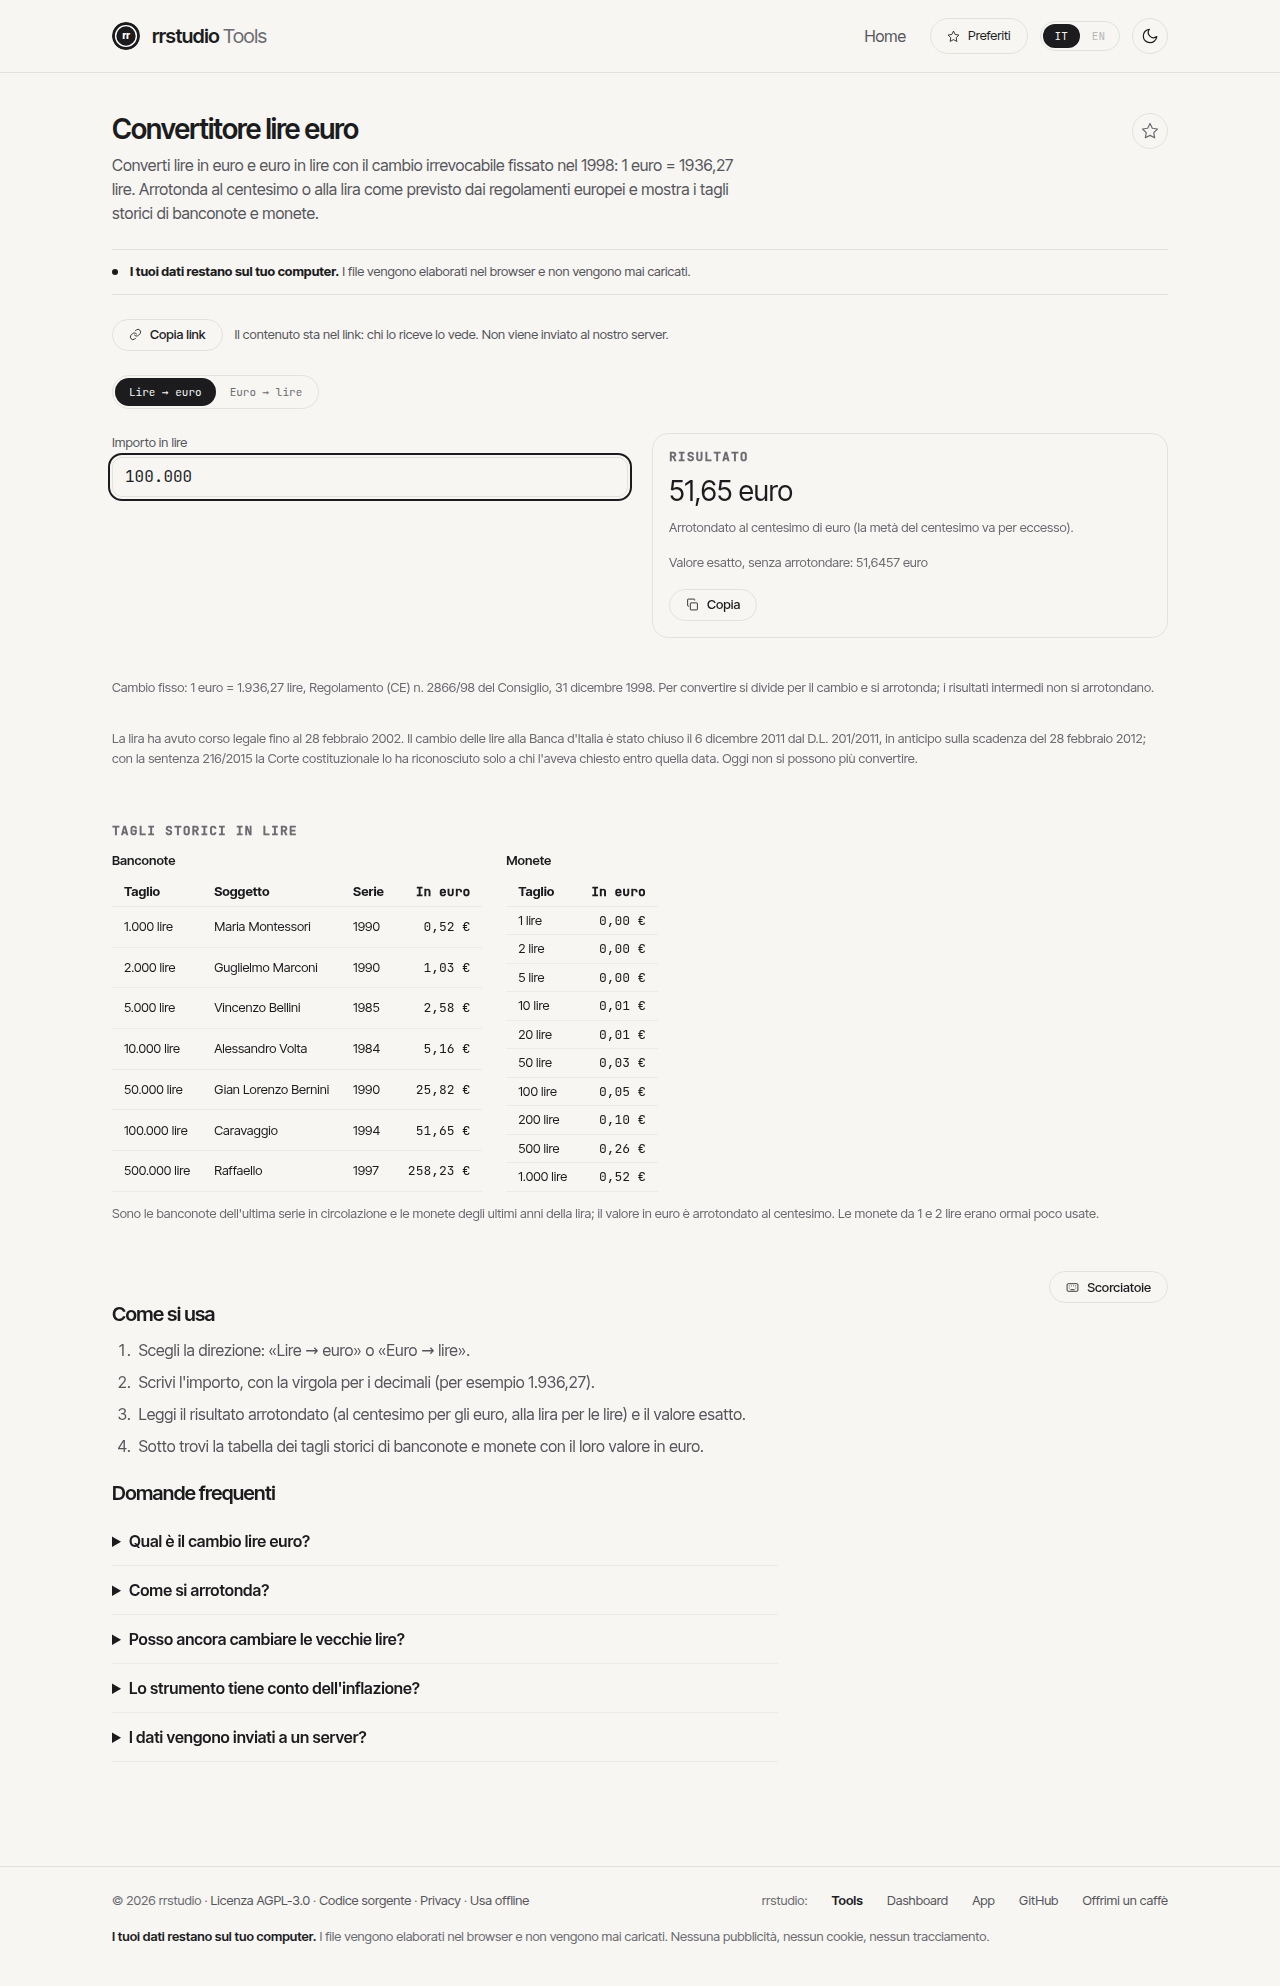 rr rrstudio Tools
Home
Preferiti
IT EN
Convertitore lire euro
Converti lire in euro e euro in lire con il cambio irrevocabile fissato nel 1998: 1 euro = 1936,27
lire. Arrotonda al centesimo o alla lira come previsto dai regolamenti europei e mostra i tagli
storici di banconote e monete.
I tuoi dati restano sul tuo computer. I file vengono elaborati nel browser e non vengono mai caricati.
Copia link Il contenuto sta nel link: chi lo riceve lo vede. Non viene inviato al nostro server.
Lire → euro Euro → lire
Importo in lire
100.000
RISULTATO
51,65 euro
Arrotondato al centesimo di euro (la metà del centesimo va per eccesso).
Valore esatto, senza arrotondare: 51,6457 euro
Copia
Cambio fisso: 1 euro = 1.936,27 lire, Regolamento (CE) n. 2866/98 del Consiglio, 31 dicembre 1998. Per convertire si divide per il cambio e si arrotonda; i risultati intermedi non si arrotondano.
La lira ha avuto corso legale fino al 28 febbraio 2002. Il cambio delle lire alla Banca d'Italia è stato chiuso il 6 dicembre 2011 dal D.L. 201/2011, in anticipo sulla scadenza del 28 febbraio 2012;
con la sentenza 216/2015 la Corte costituzionale lo ha riconosciuto solo a chi l'aveva chiesto entro quella data. Oggi non si possono più convertire.
TAGLI STORICI IN LIRE
Banconote
Taglio Soggetto Serie In euro
1.000 lire Maria Montessori 1990 0,52 €
2.000 lire Guglielmo Marconi 1990 1,03 €
5.000 lire Vincenzo Bellini 1985 2,58 €
10.000 lire Alessandro Volta 1984 5,16 €
50.000 lire Gian Lorenzo Bernini 1990 25,82 €
100.000 lire Caravaggio 1994 51,65 €
500.000 lire Raffaello 1997 258,23 €
Monete
Taglio In euro
1 lire 0,00 €
2 lire 0,00 €
5 lire 0,00 €
10 lire 0,01 €
20 lire 0,01 €
50 lire 0,03 €
100 lire 0,05 €
200 lire 0,10 €
500 lire 0,26 €
1.000 lire 0,52 €
Sono le banconote dell'ultima serie in circolazione e le monete degli ultimi anni della lira; il valore in euro è arrotondato al centesimo. Le monete da 1 e 2 lire erano ormai poco usate.
Scorciatoie
Come si usa
1. Scegli la direzione: «Lire → euro» o «Euro → lire».
2. Scrivi l'importo, con la virgola per i decimali (per esempio 1.936,27).
3. Leggi il risultato arrotondato (al centesimo per gli euro, alla lira per le lire) e il valore esatto.
4. Sotto trovi la tabella dei tagli storici di banconote e monete con il loro valore in euro.
Domande frequenti
Qual è il cambio lire euro?
Come si arrotonda?
Posso ancora cambiare le vecchie lire?
Lo strumento tiene conto dell'inflazione?
I dati vengono inviati a un server?
© 2026 rrstudio · Licenza AGPL-3.0 · Codice sorgente · Privacy · Usa offline
rrstudio: Tools Dashboard App GitHub Offrimi un caffè
I tuoi dati restano sul tuo computer. I file vengono elaborati nel browser e non vengono mai caricati. Nessuna pubblicità, nessun cookie, nessun tracciamento.